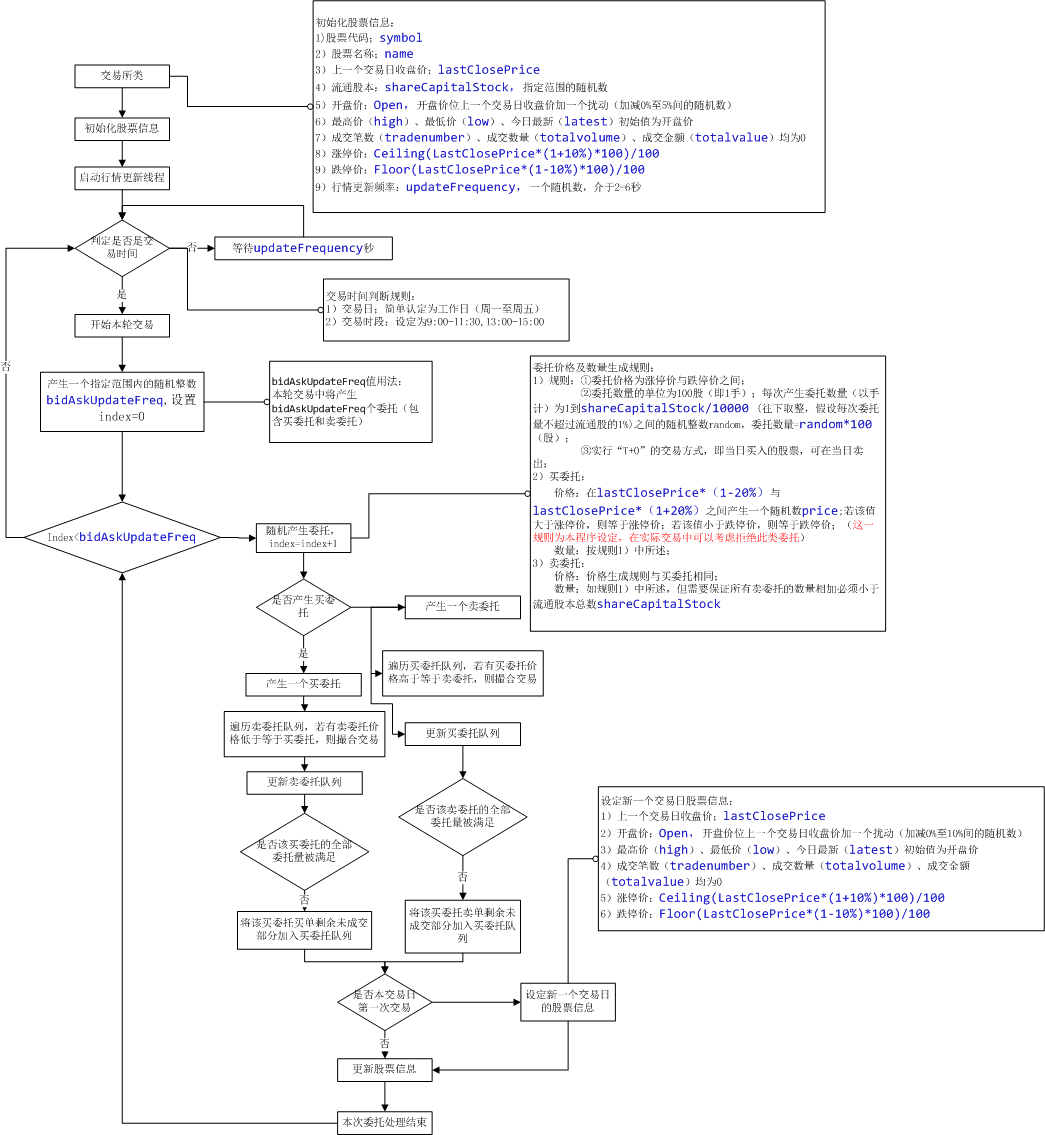 初始化股票信息：
1)股票代码；symbol
2）股票名称；name
3）上一个交易日收盘价；lastClosePrice
4）流通股本：shareCapitalStock，指定范围的随机数
5）开盘价：Open，开盘价位上一个交易日收盘价加一个扰动（加减0%至5%间的随机数）
6）最高价（high）、最低价（low）、今日最新（latest）初始值为开盘价
7）成交笔数（tradenumber）、成交数量（totalvolume）、成交金额（totalvalue）均为0
8）涨停价：Ceiling(LastClosePrice*(1+10%)*100)/100
9）跌停价：Floor(LastClosePrice*(1-10%)*100)/100
9）行情更新频率：updateFrequency，一个随机数，介于2-6秒
交易所类
初始化股票信息
启动行情更新线程
判定是否是交
易时间
否
等待updateFrequency秒
是
交易时间判断规则：
1）交易日；简单认定为工作日（周一至周五）
2）交易时段：设定为9:00-11:30,13:00-15:00
开始本轮交易
否
产生一个指定范围内的随机整数
bidAskUpdateFreq,设置
index=0
bidAskUpdateFreq值用法：
本轮交易中将产生
bidAskUpdateFreq个委托（包
含买委托和卖委托）
委托价格及数量生成规则：
1）规则：①委托价格为涨停价与跌停价之间；
②委托数量的单位为100股（即1手）；每次产生委托数量（以手
计）为1到shareCapitalStock/10000（往下取整，假设每次委托
量不超过流通股的1%)之间的随机整数random，委托数量=random*100
（股）；
③实行“T+0”的交易方式，即当日买入的股票，可在当日卖
出；
2）买委托：
价格：在lastClosePrice*（1-20%）与
lastClosePrice*（1+20%）之间产生一个随机数price;若该值
大于涨停价，则等于涨停价；若该值小于跌停价，则等于跌停价；（这一
规则为本程序设定，在实际交易中可以考虑拒绝此类委托）
数量：按规则1）中所述；
3）卖委托：
价格：价格生成规则与买委托相同；
数量：如规则1）中所述，但需要保证所有卖委托的数量相加必须小于
流通股本总数shareCapitalStock
Index<bidAskUpdateFreq
随机产生委托，
index=index+1
是否产生买委
托
产生一个卖委托
是
产生一个买委托
遍历买委托队列，若有买委托价
格高于等于卖委托，则撮合交易
遍历卖委托队列，若有卖委托价
格低于等于买委托，则撮合交易
更新买委托队列
更新卖委托队列
是否该卖委托的全部
委托量被满足
是否该买委托的全部
委托量被满足
否
否
将该买委托买单剩余未成交
部分加入买委托队列
将该买委托卖单剩余未
成交部分加入买委托队
列
设定新一个交易日股票信息：
1）上一个交易日收盘价；lastClosePrice
2）开盘价：Open，开盘价位上一个交易日收盘价加一个扰动（加减0%至10%间的随机数）
3）最高价（high）、最低价（low）、今日最新（latest）初始值为开盘价
4）成交笔数（tradenumber）、成交数量（totalvolume）、成交金额
（totalvalue）均为0
5）涨停价：Ceiling(LastClosePrice*(1+10%)*100)/100
6）跌停价：Floor(LastClosePrice*(1-10%)*100)/100
是否本交易日
第一次交易
设定新一个交易日
的股票信息
否
更新股票信息
本次委托处理结束